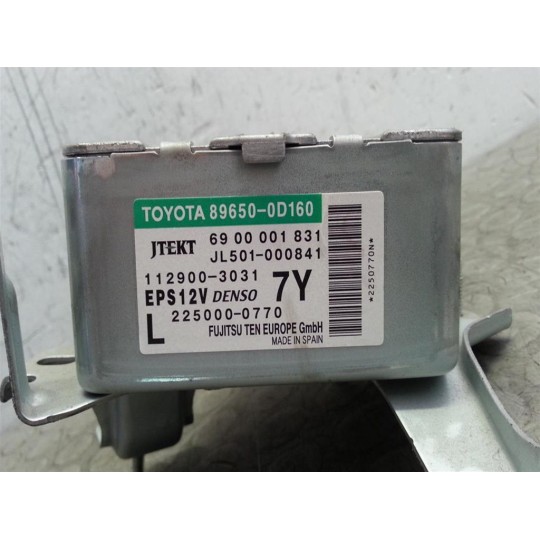 TOYOTA 89650-0D160
JTEKT 69 00 001 831
JL501-000841
112900-3031
EPS12V DENSO 7Y
L 225000-0770
FUJITSU TEN EUROPE GmbH
MADE IN SPAIN
*2250770N*